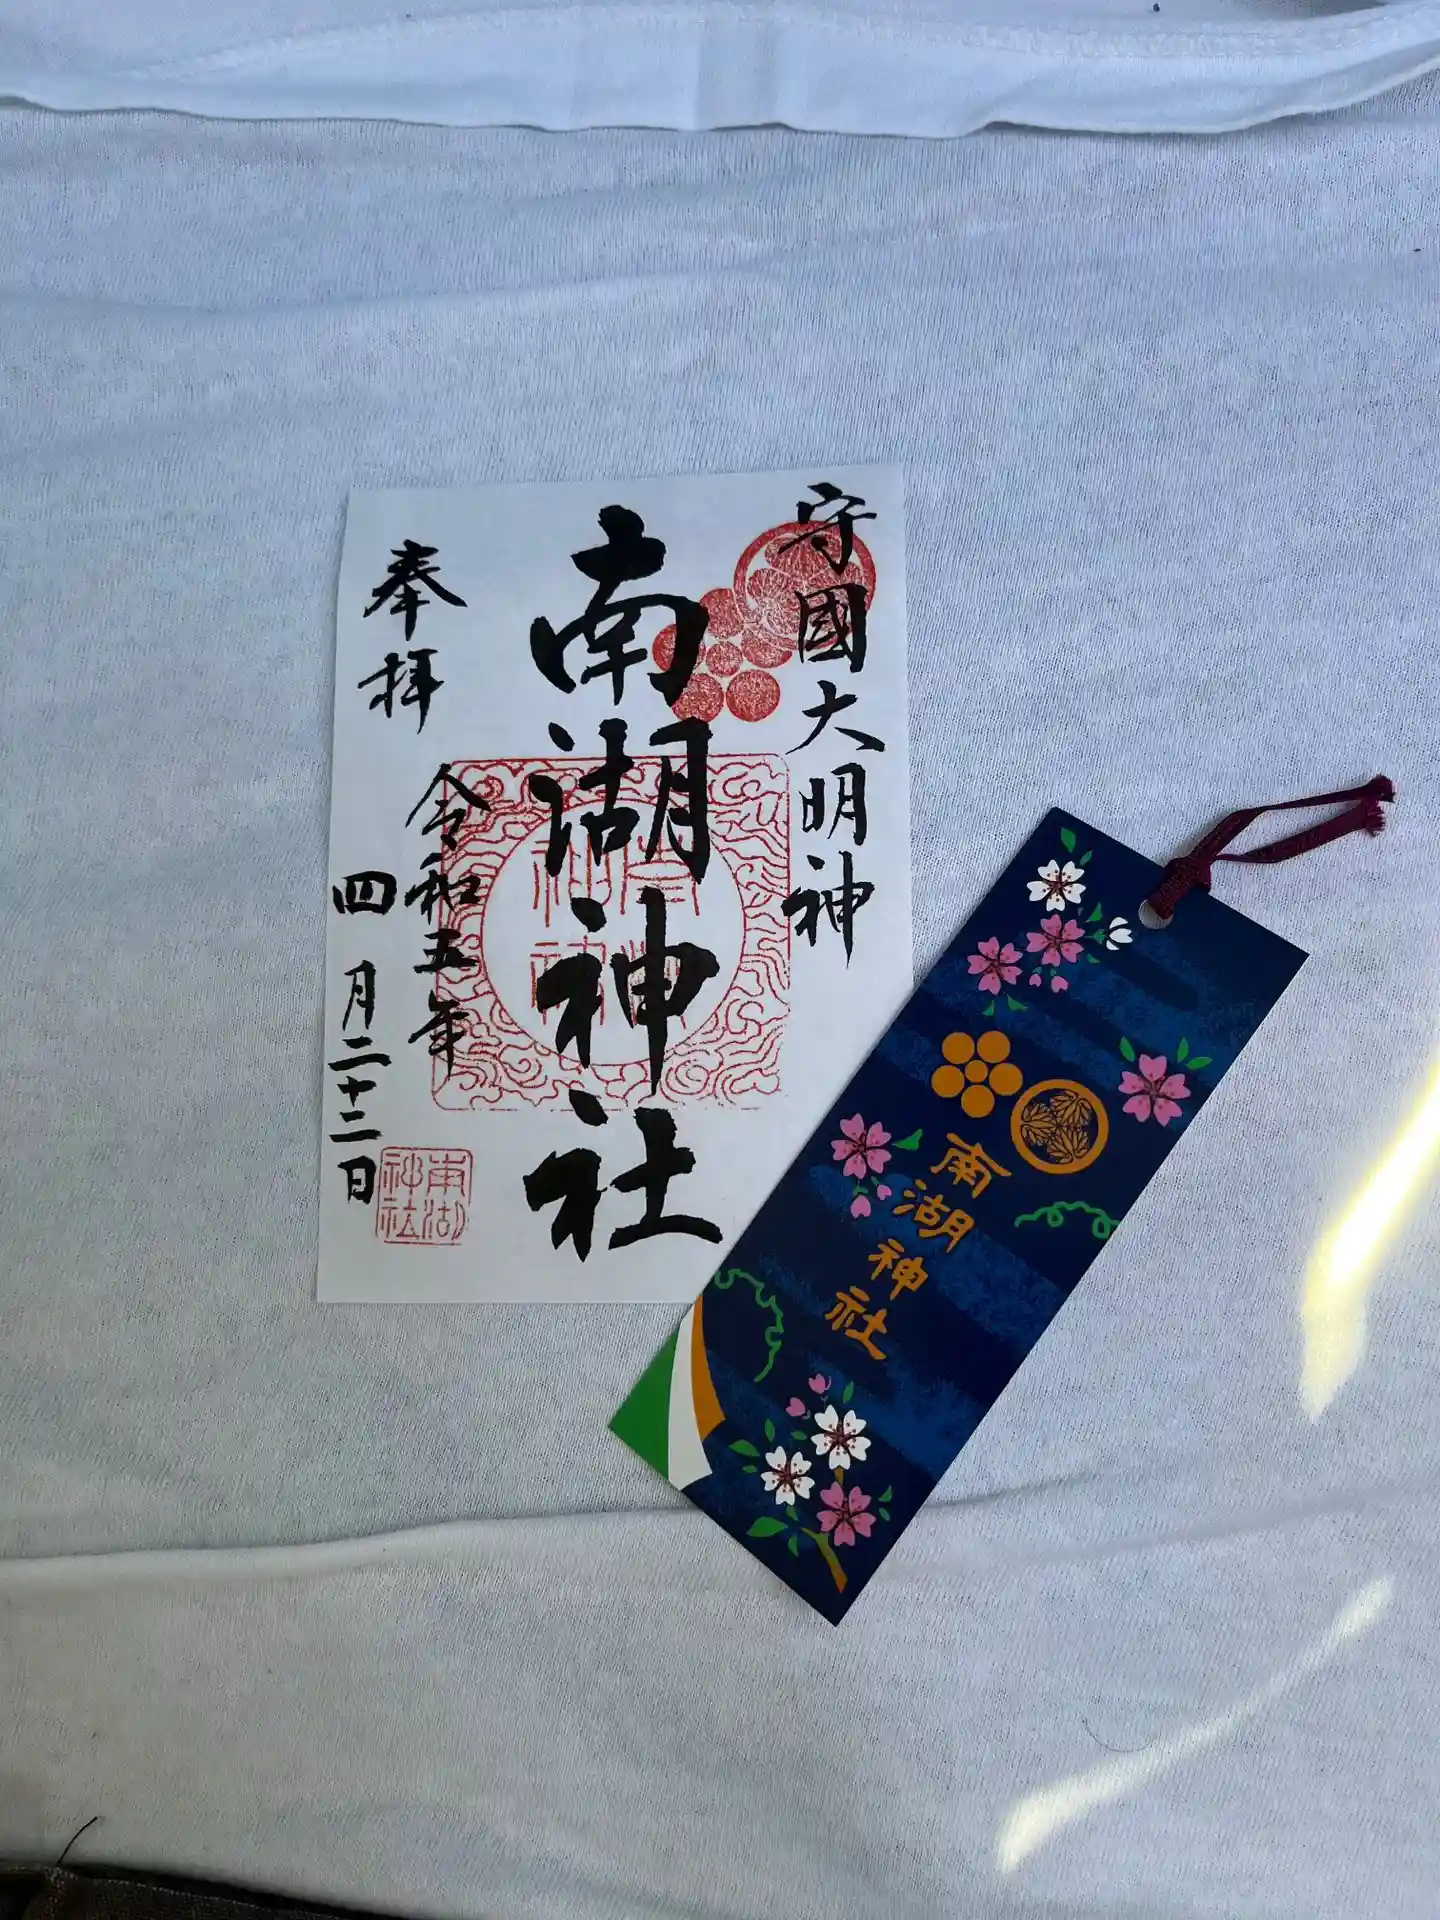 守國大明神
南湖神社
奉拝
令和五年
四月二十二日
南湖
神社
南湖神社